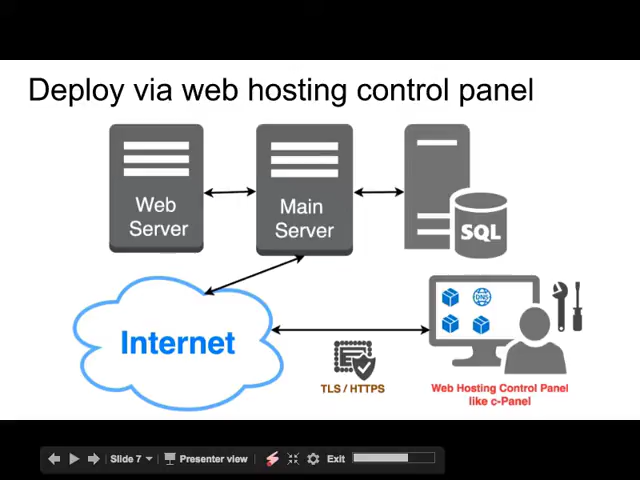 Deploy via web hosting control panel
Web
Server
Main
Server
SQL
Internet
DNS
TLS / HTTPS
Web Hosting Control Panel
like c-Panel
Slide 7
Presenter view
Exit